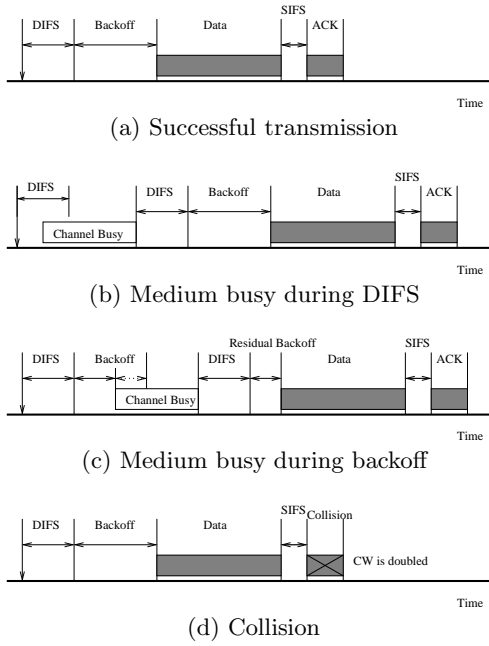 SIFS
DIFS Backoff Data ACK
Time
(a) Successful transmission
SIFS
DIFS DIFS Backoff Data ACK
Channel Busy
Time
(b) Medium busy during DIFS
Residual Backoff SIFS
DIFS Backoff DIFS Data ACK
Channel Busy
Time
(c) Medium busy during backoff
SIFS Collision
DIFS Backoff Data
CW is doubled
Time
(d) Collision